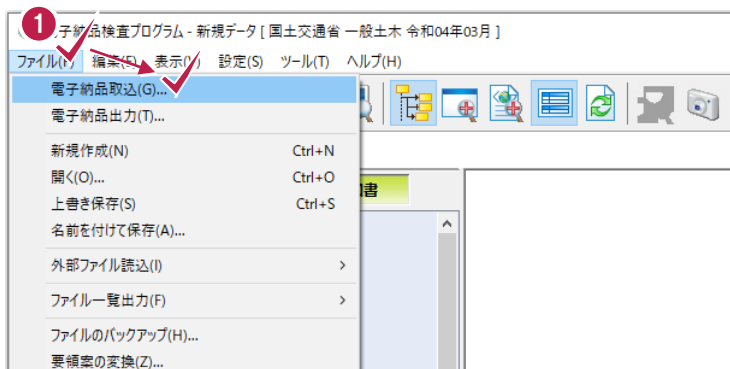 1
子納品検査プログラム - 新規データ [ 国土交通省 一般土木 令和04年03月 ]
ファイル(F) 編集(E) 表示(V) 設定(S) ツール(T) ヘルプ(H)
電子納品取込(G)...
電子納品出力(T)...
新規作成(N) Ctrl+N
開く(O)... Ctrl+O
上書き保存(S) Ctrl+S
名前を付けて保存(A)...
外部ファイル読込(I)
ファイル一覧出力(F)
ファイルのバックアップ(H)...
要領案の変換(Z)...
書